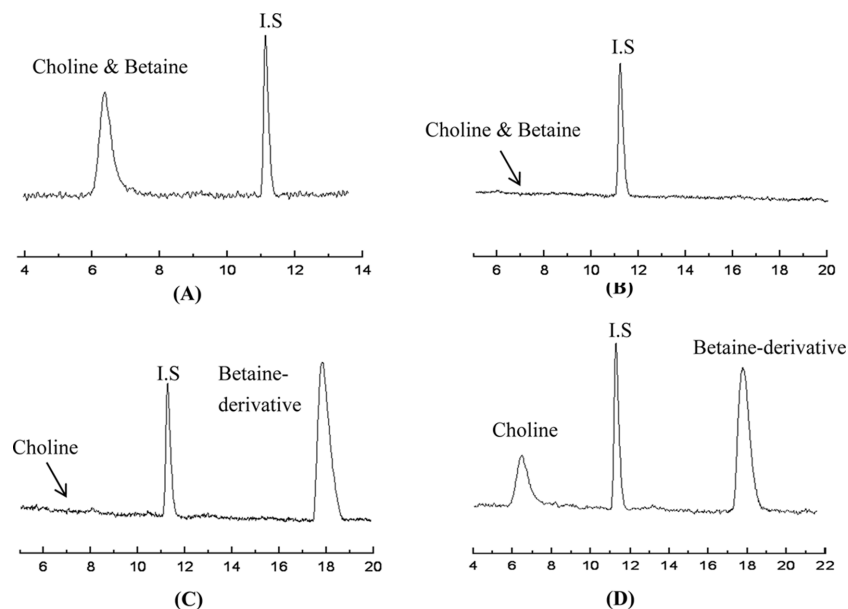 I.S
Choline & Betaine
4 6 8 10 12 14
(A)
I.S
Choline & Betaine
6 8 10 12 14 16 18 20
(B)
I.S
Betaine-
derivative
Choline
6 8 10 12 14 16 18 20
(C)
I.S
Betaine-derivative
Choline
4 6 8 10 12 14 16 18 20 22
(D)